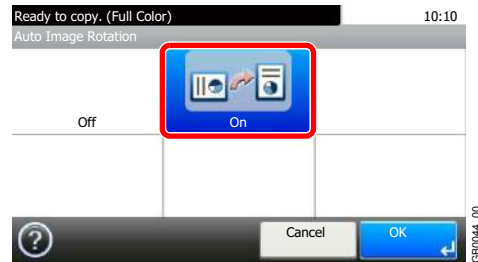 Ready to copy. (Full Color) 10:10
Auto Image Rotation
Off
On
?
Cancel
OK
GB0044_00